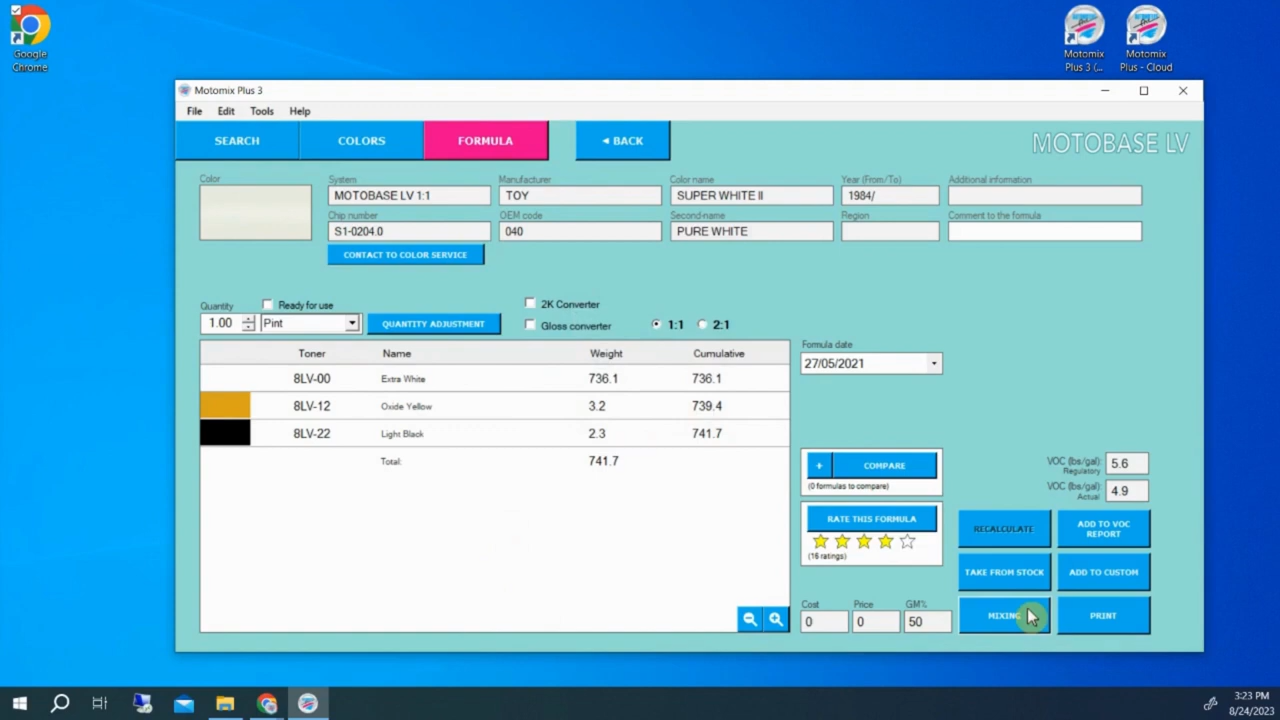 Google
Chrome
Motomix
Plus 3 (...
Motomix
Plus - Cloud
Motomix Plus 3
File Edit Tools Help
SEARCH COLORS FORMULA ◄ BACK MOTOBASE LV
Color System Manufacturer Color name Year (From/To) Additional information
MOTOBASE LV 1:1 TOY SUPER WHITE II 1984/
Chip number OEM code Second-name Region Comment to the formula
S1-0204.0 040 PURE WHITE
CONTACT TO COLOR SERVICE
Quantity Ready for use 2K Converter
1.00 Pint QUANTITY ADJUSTMENT Gloss converter 1:1 2:1
Toner Name Weight Cumulative
8LV-00 Extra White 736.1 736.1
8LV-12 Oxide Yellow 3.2 739.4
8LV-22 Light Black 2.3 741.7
Total: 741.7
Formula date
27/05/2021
+ COMPARE
(0 formulas to compare)
RATE THIS FORMULA
(16 ratings)
VOC (lbs/gal): 5.6
Regulatory
VOC (lbs/gal): 4.9
Actual
RECALCULATE ADD TO VOC REPORT
TAKE FROM STOCK ADD TO CUSTOM
Cost Price GM%
0 0 50
MIXING PRINT
3:23 PM
8/24/2023